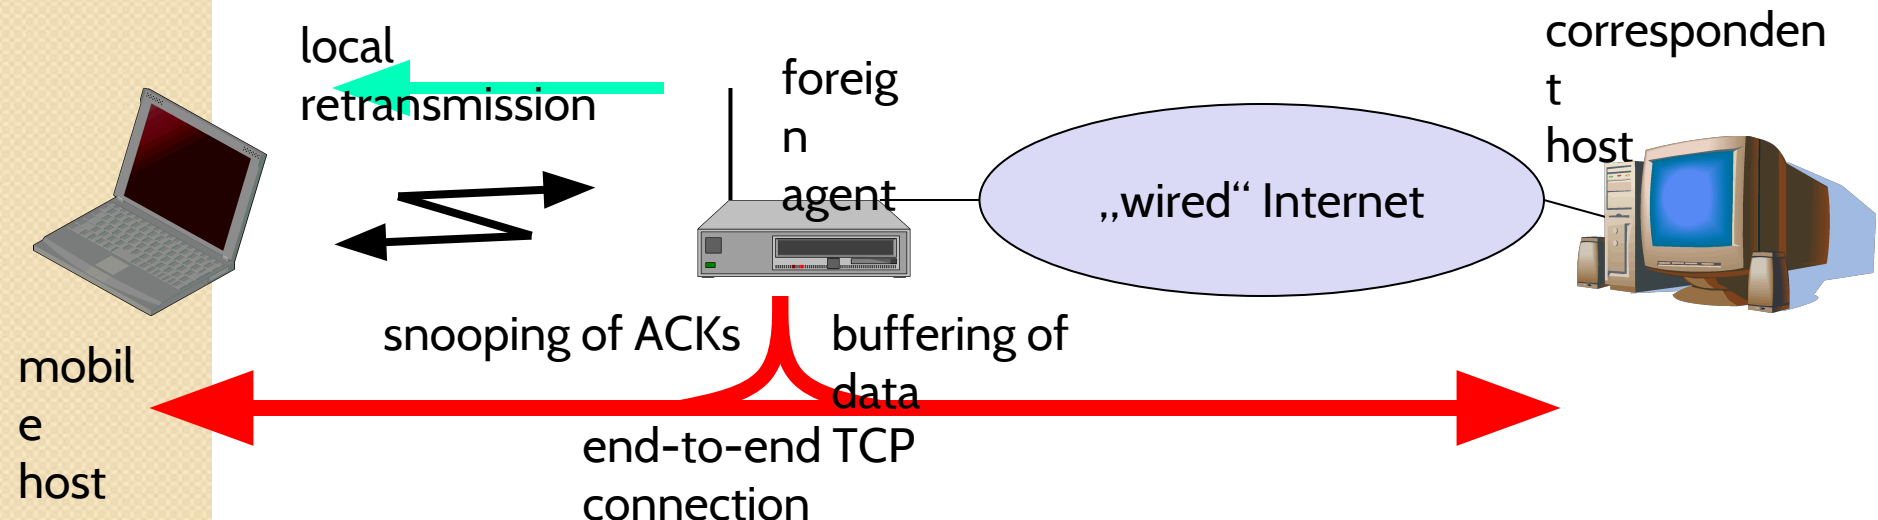 local
retransmission
foreig
n
agent
corresponden
t
host
„wired“ Internet
snooping of ACKs
buffering of
data
mobil
e
host
end-to-end TCP
connection